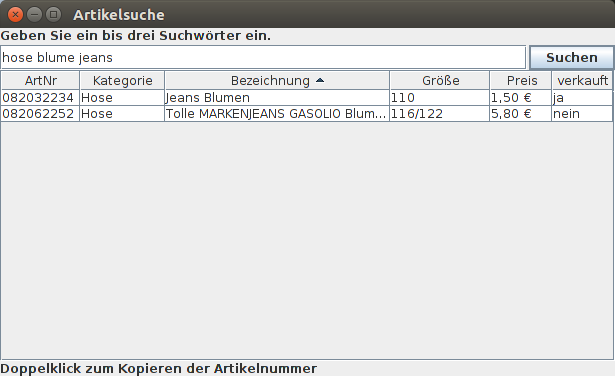 Artikelsuche
Geben Sie ein bis drei Suchwörter ein.
hose blume jeans Suchen
ArtNr Kategorie Bezeichnung Größe Preis verkauft
082032234 Hose Jeans Blumen 110 1,50 € ja
082062252 Hose Tolle MARKENJEANS GASOLIO Blum... 116/122 5,80 € nein
Doppelklick zum Kopieren der Artikelnummer